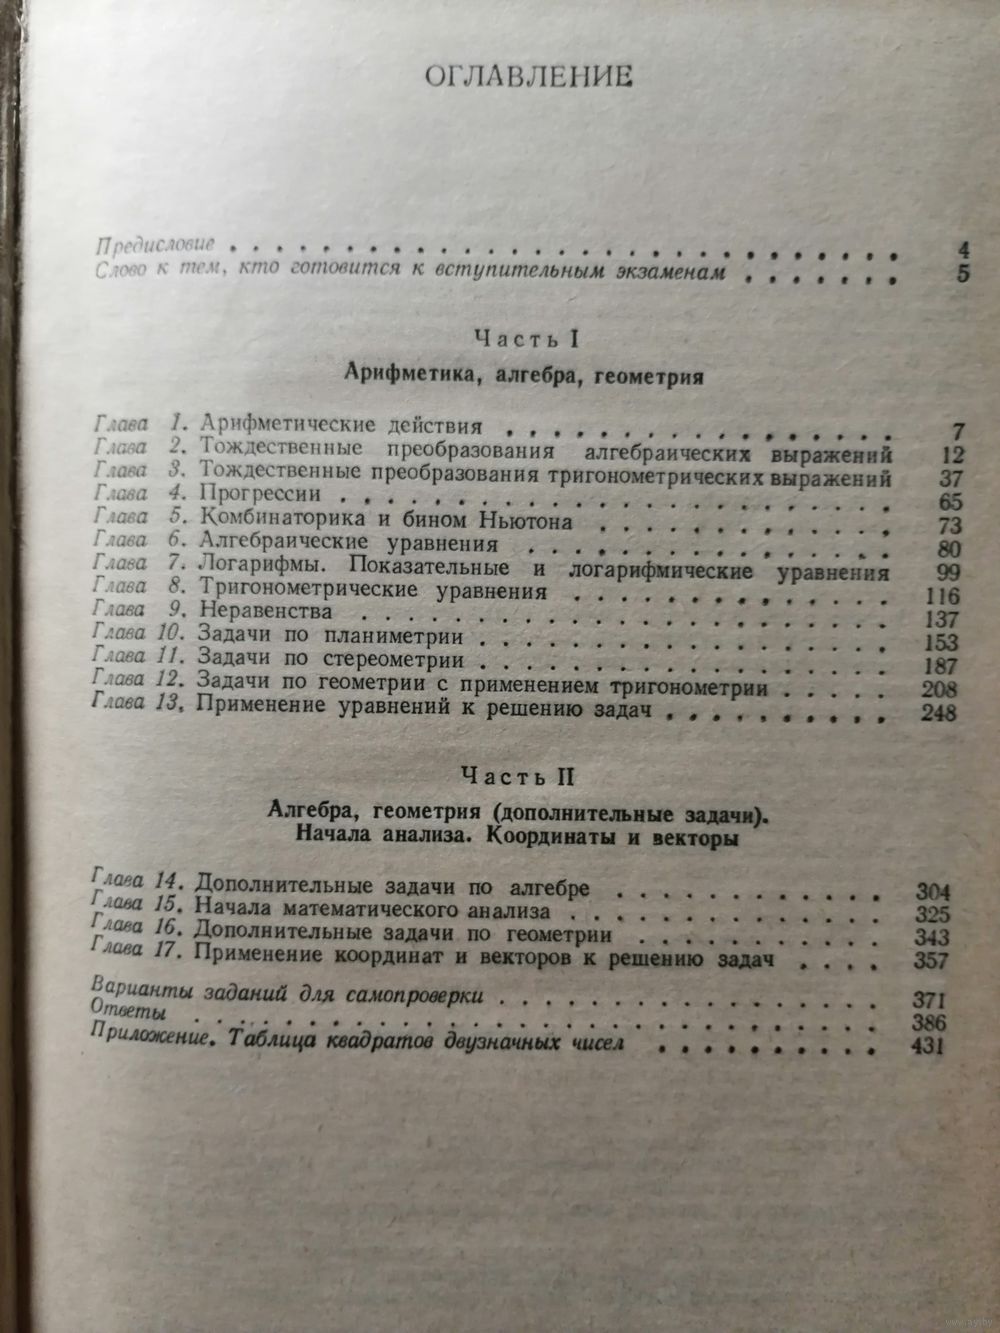 ОГЛАВЛЕНИЕ
Предисловие . . . . . . . . . . . . . . . . . . . . . . . . . . . . 4
Слово к тем, кто готовится к вступительным экзаменам . . . . . . . 5
Часть I
Арифметика, алгебра, геометрия
Глава 1. Арифметические действия . . . . . . . . . . . . . . . . . 7
Глава 2. Тождественные преобразования алгебраических выражений 12
Глава 3. Тождественные преобразования тригонометрических выражений 37
Глава 4. Прогрессии . . . . . . . . . . . . . . . . . . . . . . . 65
Глава 5. Комбинаторика и бином Ньютона . . . . . . . . . . . . . 73
Глава 6. Алгебраические уравнения . . . . . . . . . . . . . . . . 80
Глава 7. Логарифмы. Показательные и логарифмические уравнения 99
Глава 8. Тригонометрические уравнения . . . . . . . . . . . . . . 116
Глава 9. Неравенства . . . . . . . . . . . . . . . . . . . . . . . 137
Глава 10. Задачи по планиметрии . . . . . . . . . . . . . . . . . . 153
Глава 11. Задачи по стереометрии . . . . . . . . . . . . . . . . . . 187
Глава 12. Задачи по геометрии с применением тригонометрии . . . . . 208
Глава 13. Применение уравнений к решению задач . . . . . . . . . . 248
Часть II
Алгебра, геометрия (дополнительные задачи).
Начала анализа. Координаты и векторы
Глава 14. Дополнительные задачи по алгебре . . . . . . . . . . . . 304
Глава 15. Начала математического анализа . . . . . . . . . . . . . . 325
Глава 16. Дополнительные задачи по геометрии . . . . . . . . . . . 343
Глава 17. Применение координат и векторов к решению задач . . . . 357
Варианты заданий для самопроверки . . . . . . . . . . . . . . . . . 371
Ответы . . . . . . . . . . . . . . . . . . . . . . . . . . . . . . 386
Приложение. Таблица квадратов двузначных чисел . . . . . . . . . . 431
www.ay.by